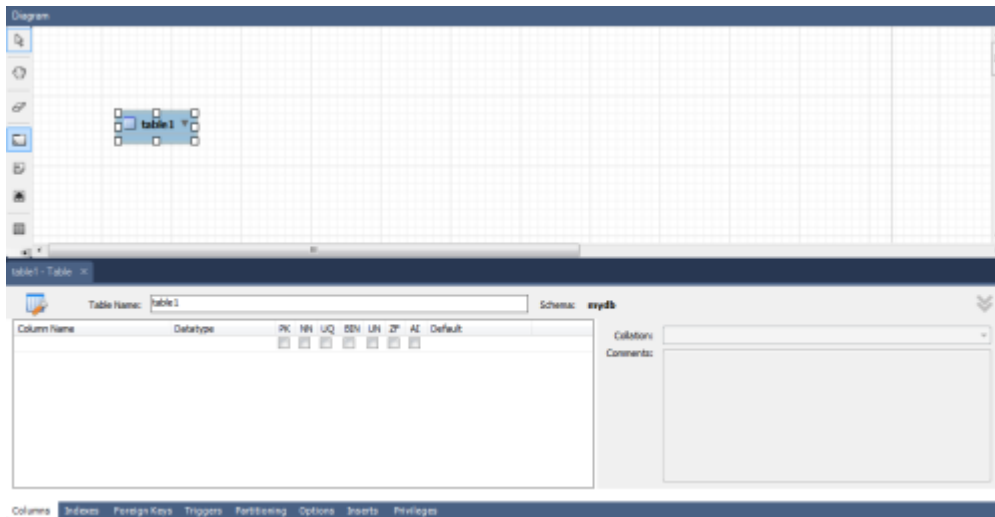 Diagram
table1
table1 - Table ×
Table Name: table1 Schema: mydb
Column Name Datatype PK NN UQ BIN UN ZF AI Default
Collation:
Comments:
Columns Indexes Foreign Keys Triggers Partitioning Options Inserts Privileges